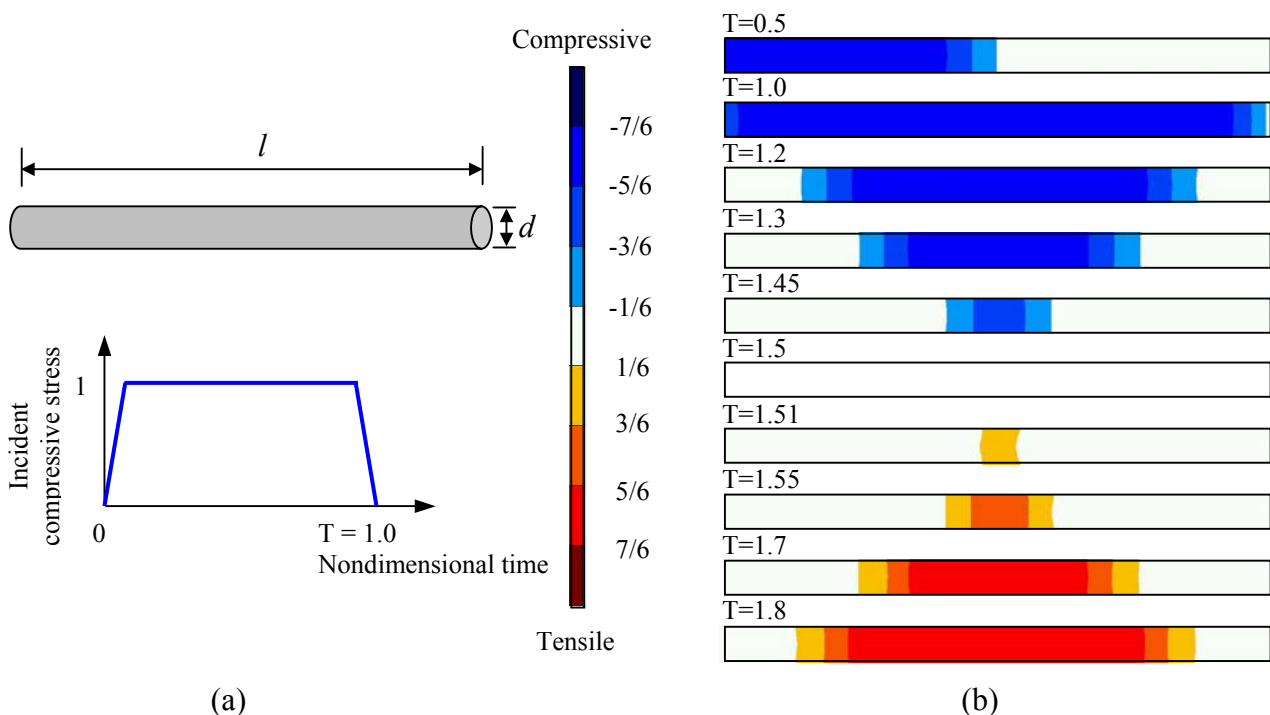 Compressive
-7/6
-5/6
-3/6
-1/6
1/6
3/6
5/6
7/6
Tensile
l
d
Incident
compressive stress
1
0
T = 1.0
Nondimensional time
(a)
T=0.5
T=1.0
T=1.2
T=1.3
T=1.45
T=1.5
T=1.51
T=1.55
T=1.7
T=1.8
(b)